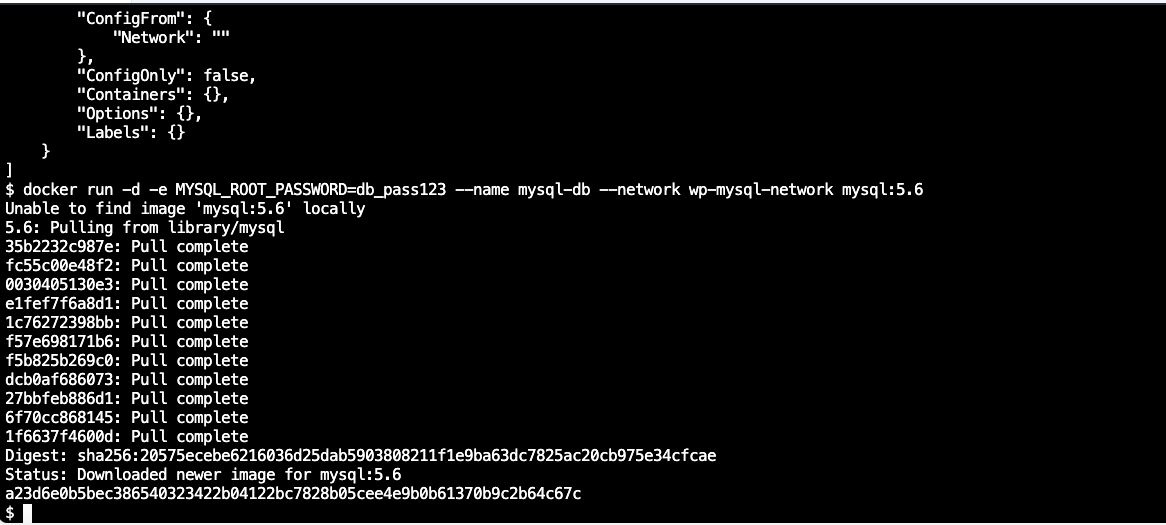 "ConfigFrom": {
"Network": ""
},
"ConfigOnly": false,
"Containers": {},
"Options": {},
"Labels": {}
}
]
$ docker run -d -e MYSQL_ROOT_PASSWORD=db_pass123 --name mysql-db --network wp-mysql-network mysql:5.6
Unable to find image 'mysql:5.6' locally
5.6: Pulling from library/mysql
35b2232c987e: Pull complete
fc55c00e48f2: Pull complete
0030405130e3: Pull complete
e1fef7f6a8d1: Pull complete
1c76272398bb: Pull complete
f57e698171b6: Pull complete
f5b825b269c0: Pull complete
dcb0af686073: Pull complete
27bbfeb886d1: Pull complete
6f70cc868145: Pull complete
1f6637f4600d: Pull complete
Digest: sha256:20575ecebe6216036d25dab5903808211f1e9ba63dc7825ac20cb975e34cfcae
Status: Downloaded newer image for mysql:5.6
a23d6e0b5bec386540323422b04122bc7828b05cee4e9b0b61370b9c2b64c67c
$